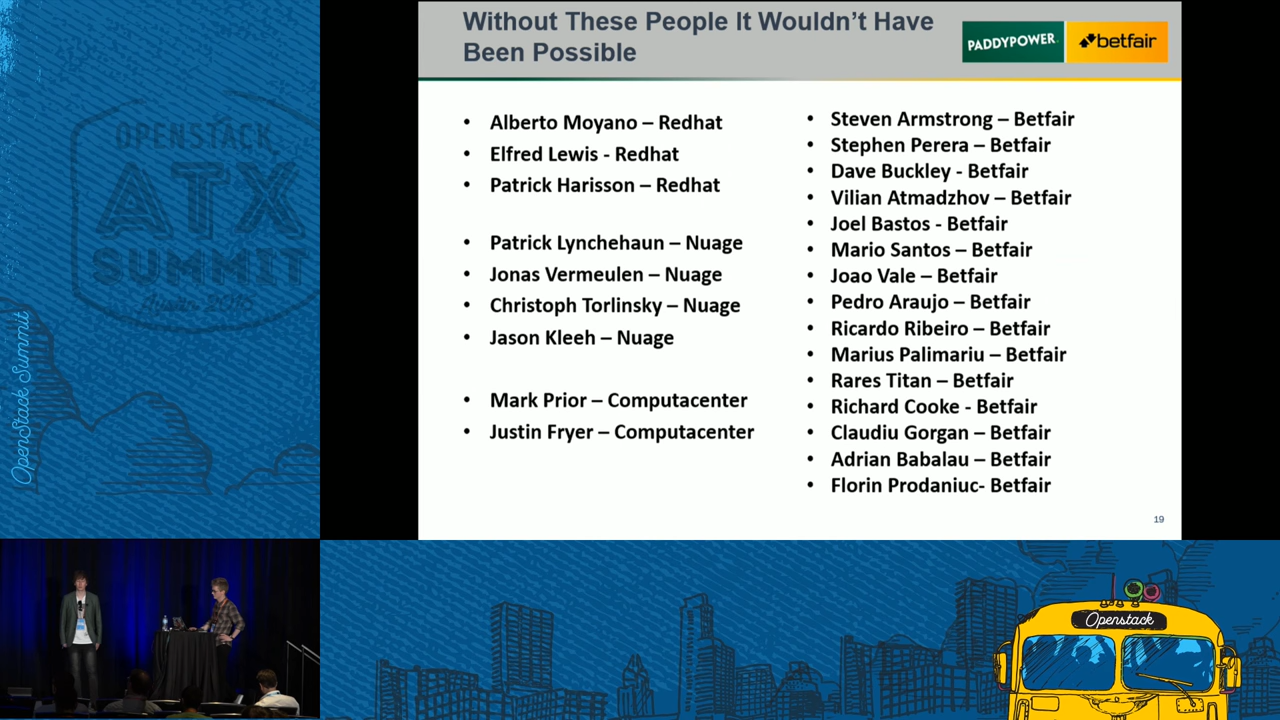 Without These People It Wouldn't Have
Been Possible
PADDYPOWER.
betfair
• Alberto Moyano – Redhat
• Elfred Lewis - Redhat
• Patrick Harisson – Redhat
• Patrick Lynchehaun – Nuage
• Jonas Vermeulen – Nuage
• Christoph Torlinsky – Nuage
• Jason Kleeh – Nuage
• Mark Prior – Computacenter
• Justin Fryer – Computacenter
• Steven Armstrong – Betfair
• Stephen Perera – Betfair
• Dave Buckley - Betfair
• Vilian Atmadzhov – Betfair
• Joel Bastos - Betfair
• Mario Santos – Betfair
• Joao Vale – Betfair
• Pedro Araujo – Betfair
• Ricardo Ribeiro – Betfair
• Marius Palimariu – Betfair
• Rares Titan – Betfair
• Richard Cooke - Betfair
• Claudiu Gorgan – Betfair
• Adrian Babalau – Betfair
• Florin Prodaniuc- Betfair
19
OPENSTACK
ATX
SUMMIT
Austin 2016
OpenStack Summit
Openstack